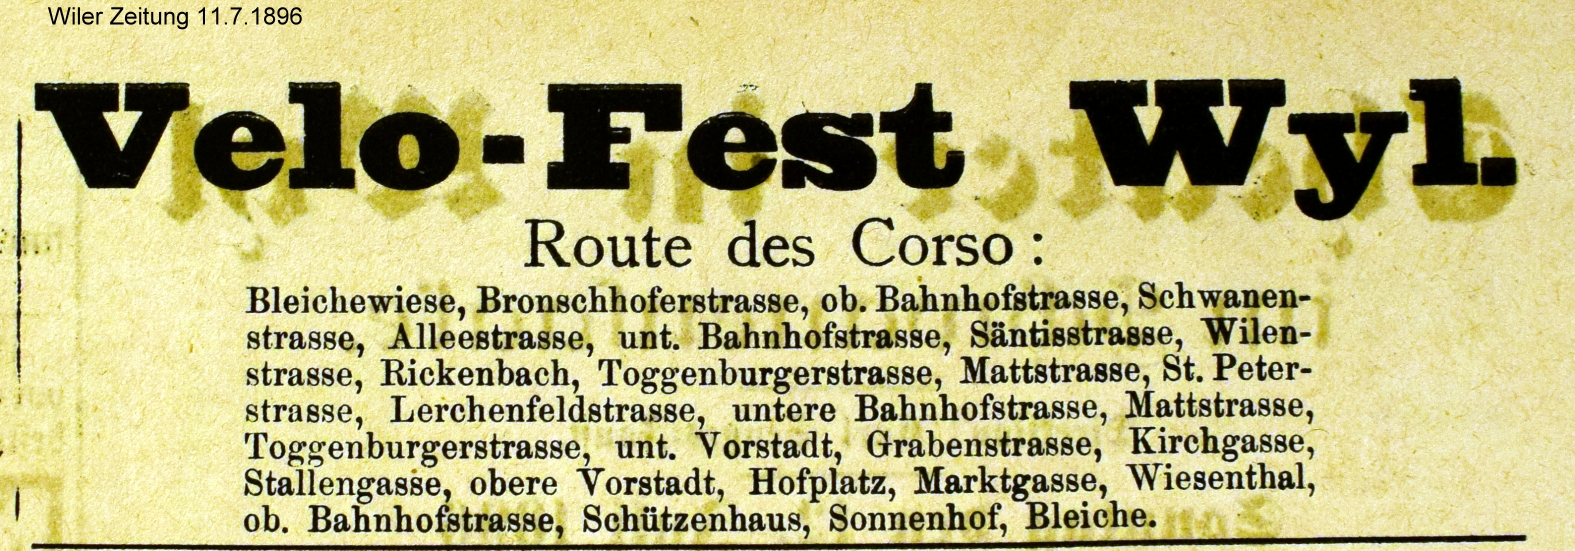 Wiler Zeitung 11.7.1896
Velo-Fest Wyl.
Route des Corso:
Bleichewiese, Bronschhoferstrasse, ob. Bahnhofstrasse, Schwanen-
strasse, Alleestrasse, unt. Bahnhofstrasse, Säntisstrasse, Wilen-
strasse, Rickenbach, Toggenburgerstrasse, Mattstrasse, St. Peter-
strasse, Lerchenfeldstrasse, untere Bahnhofstrasse, Mattstrasse,
Toggenburgerstrasse, unt. Vorstadt, Grabenstrasse, Kirchgasse,
Stallengasse, obere Vorstadt, Hofplatz, Marktgasse, Wiesenthal,
ob. Bahnhofstrasse, Schützenhaus, Sonnenhof, Bleiche.